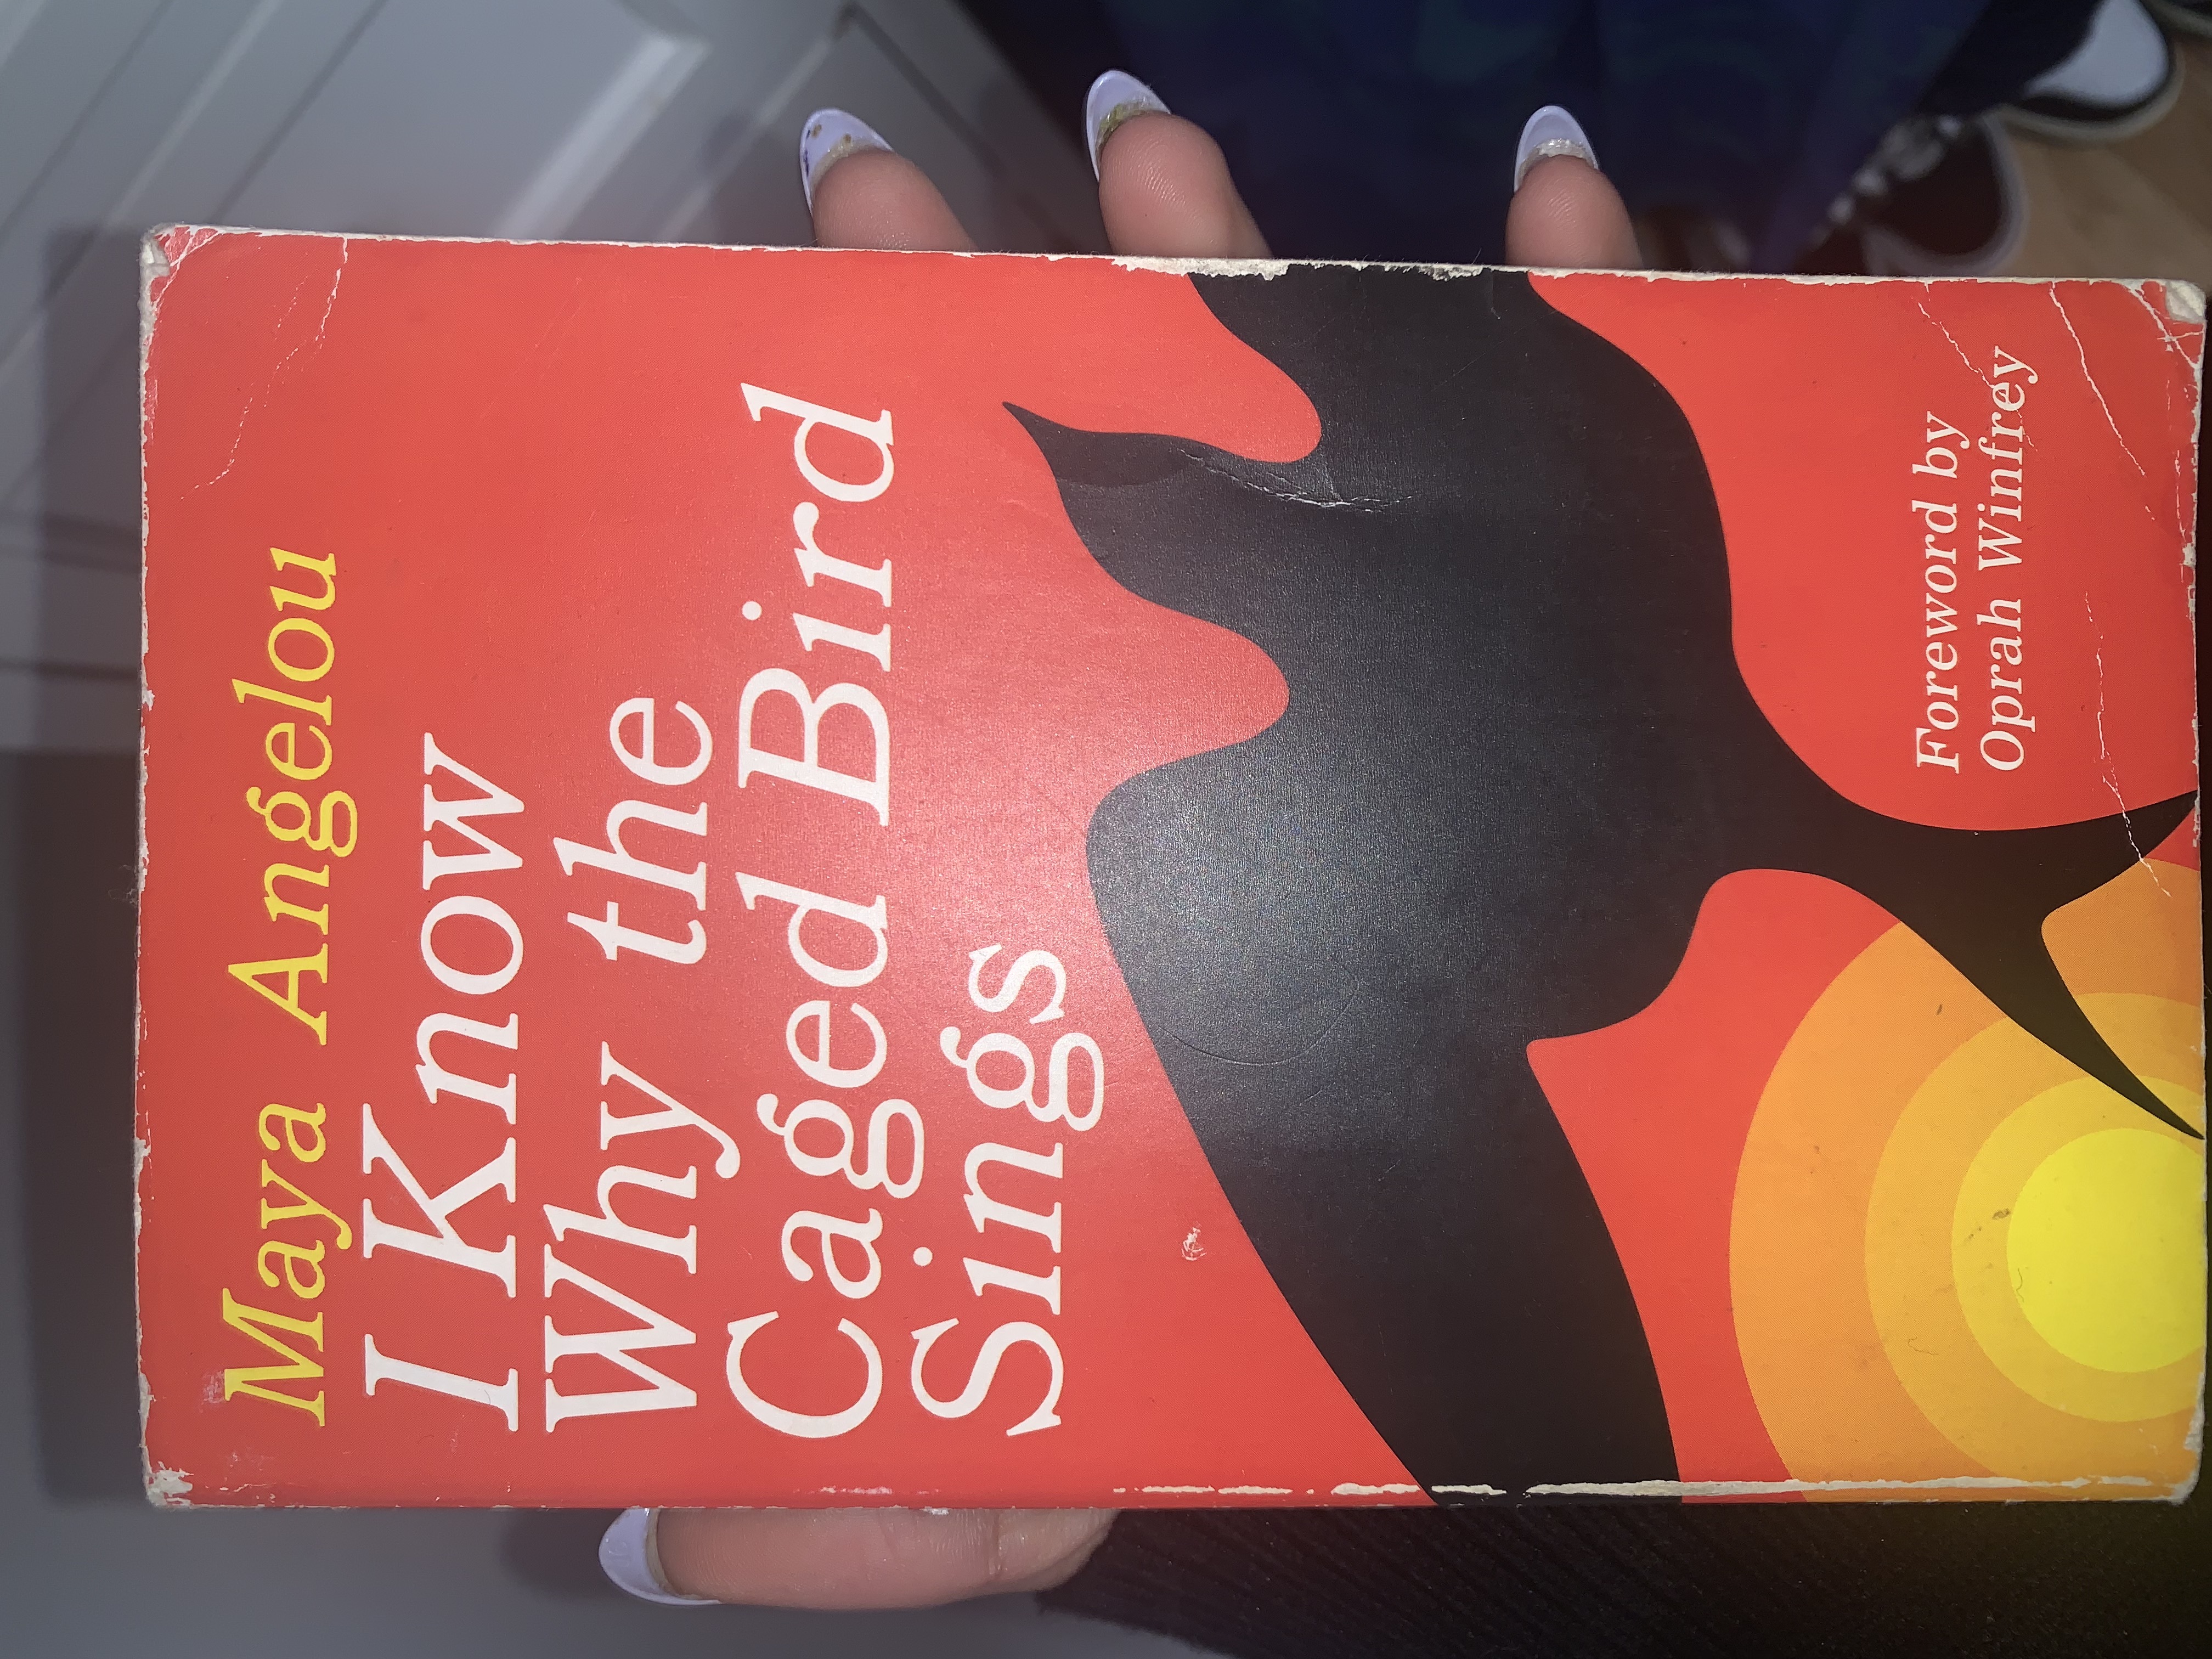 Maya Angelou
I Know
Why the
Caged Bird
Sings
Foreword by
Oprah Winfrey